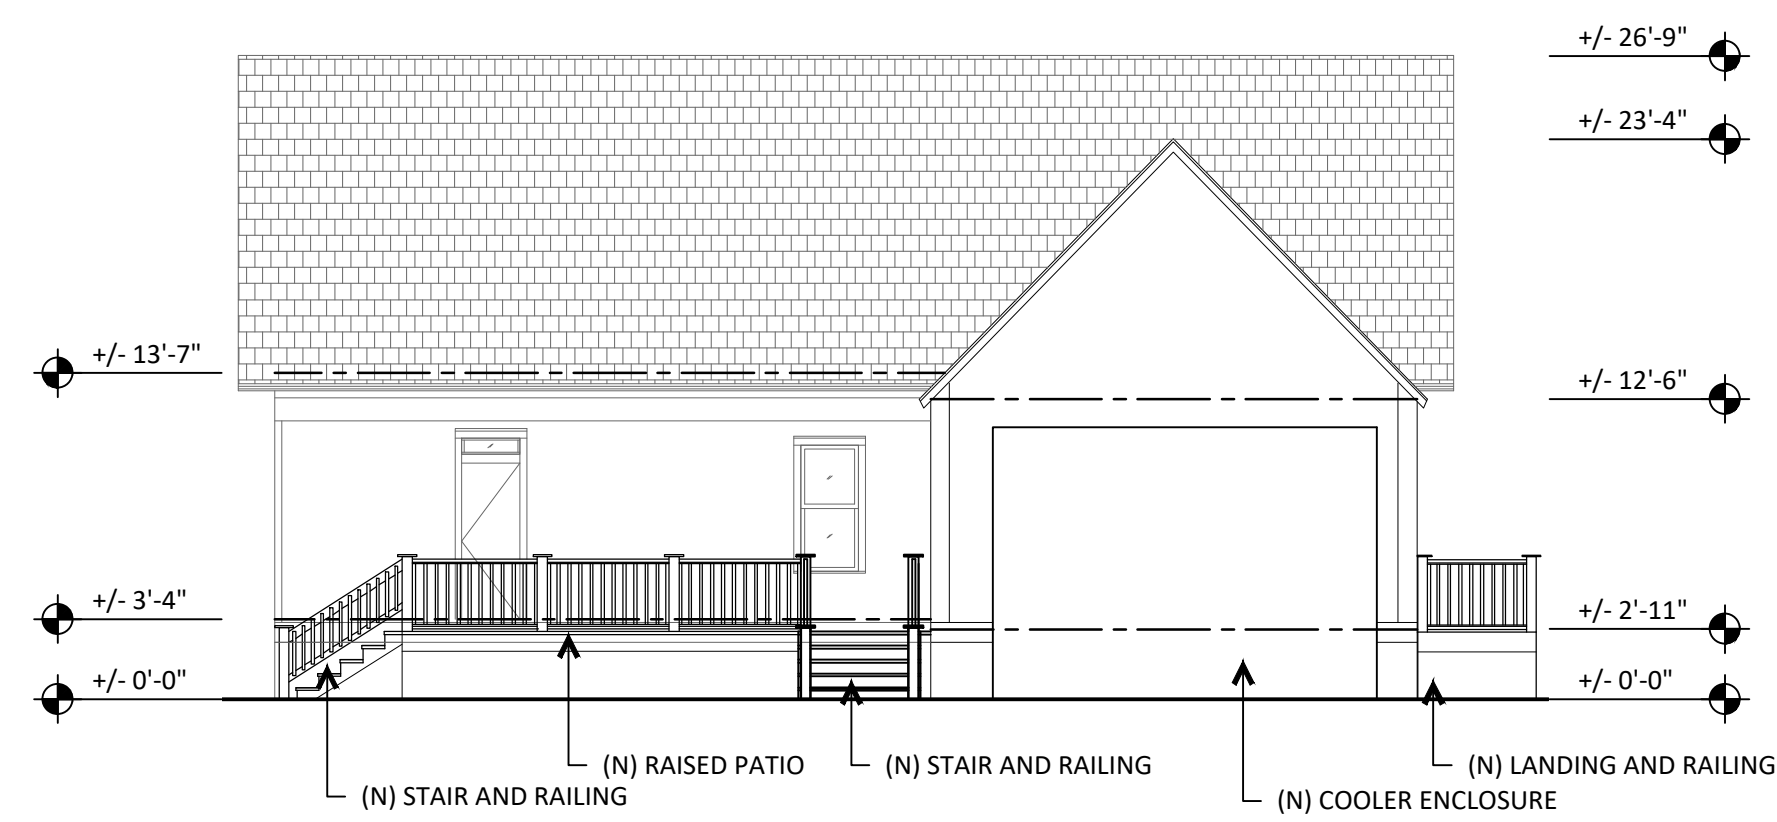 +/- 26'-9"
+/- 23'-4"
+/- 13'-7"
+/- 12'-6"
+/- 3'-4"
+/- 2'-11"
+/- 0'-0"
+/- 0'-0"
(N) RAISED PATIO
(N) STAIR AND RAILING
(N) LANDING AND RAILING
(N) STAIR AND RAILING
(N) COOLER ENCLOSURE